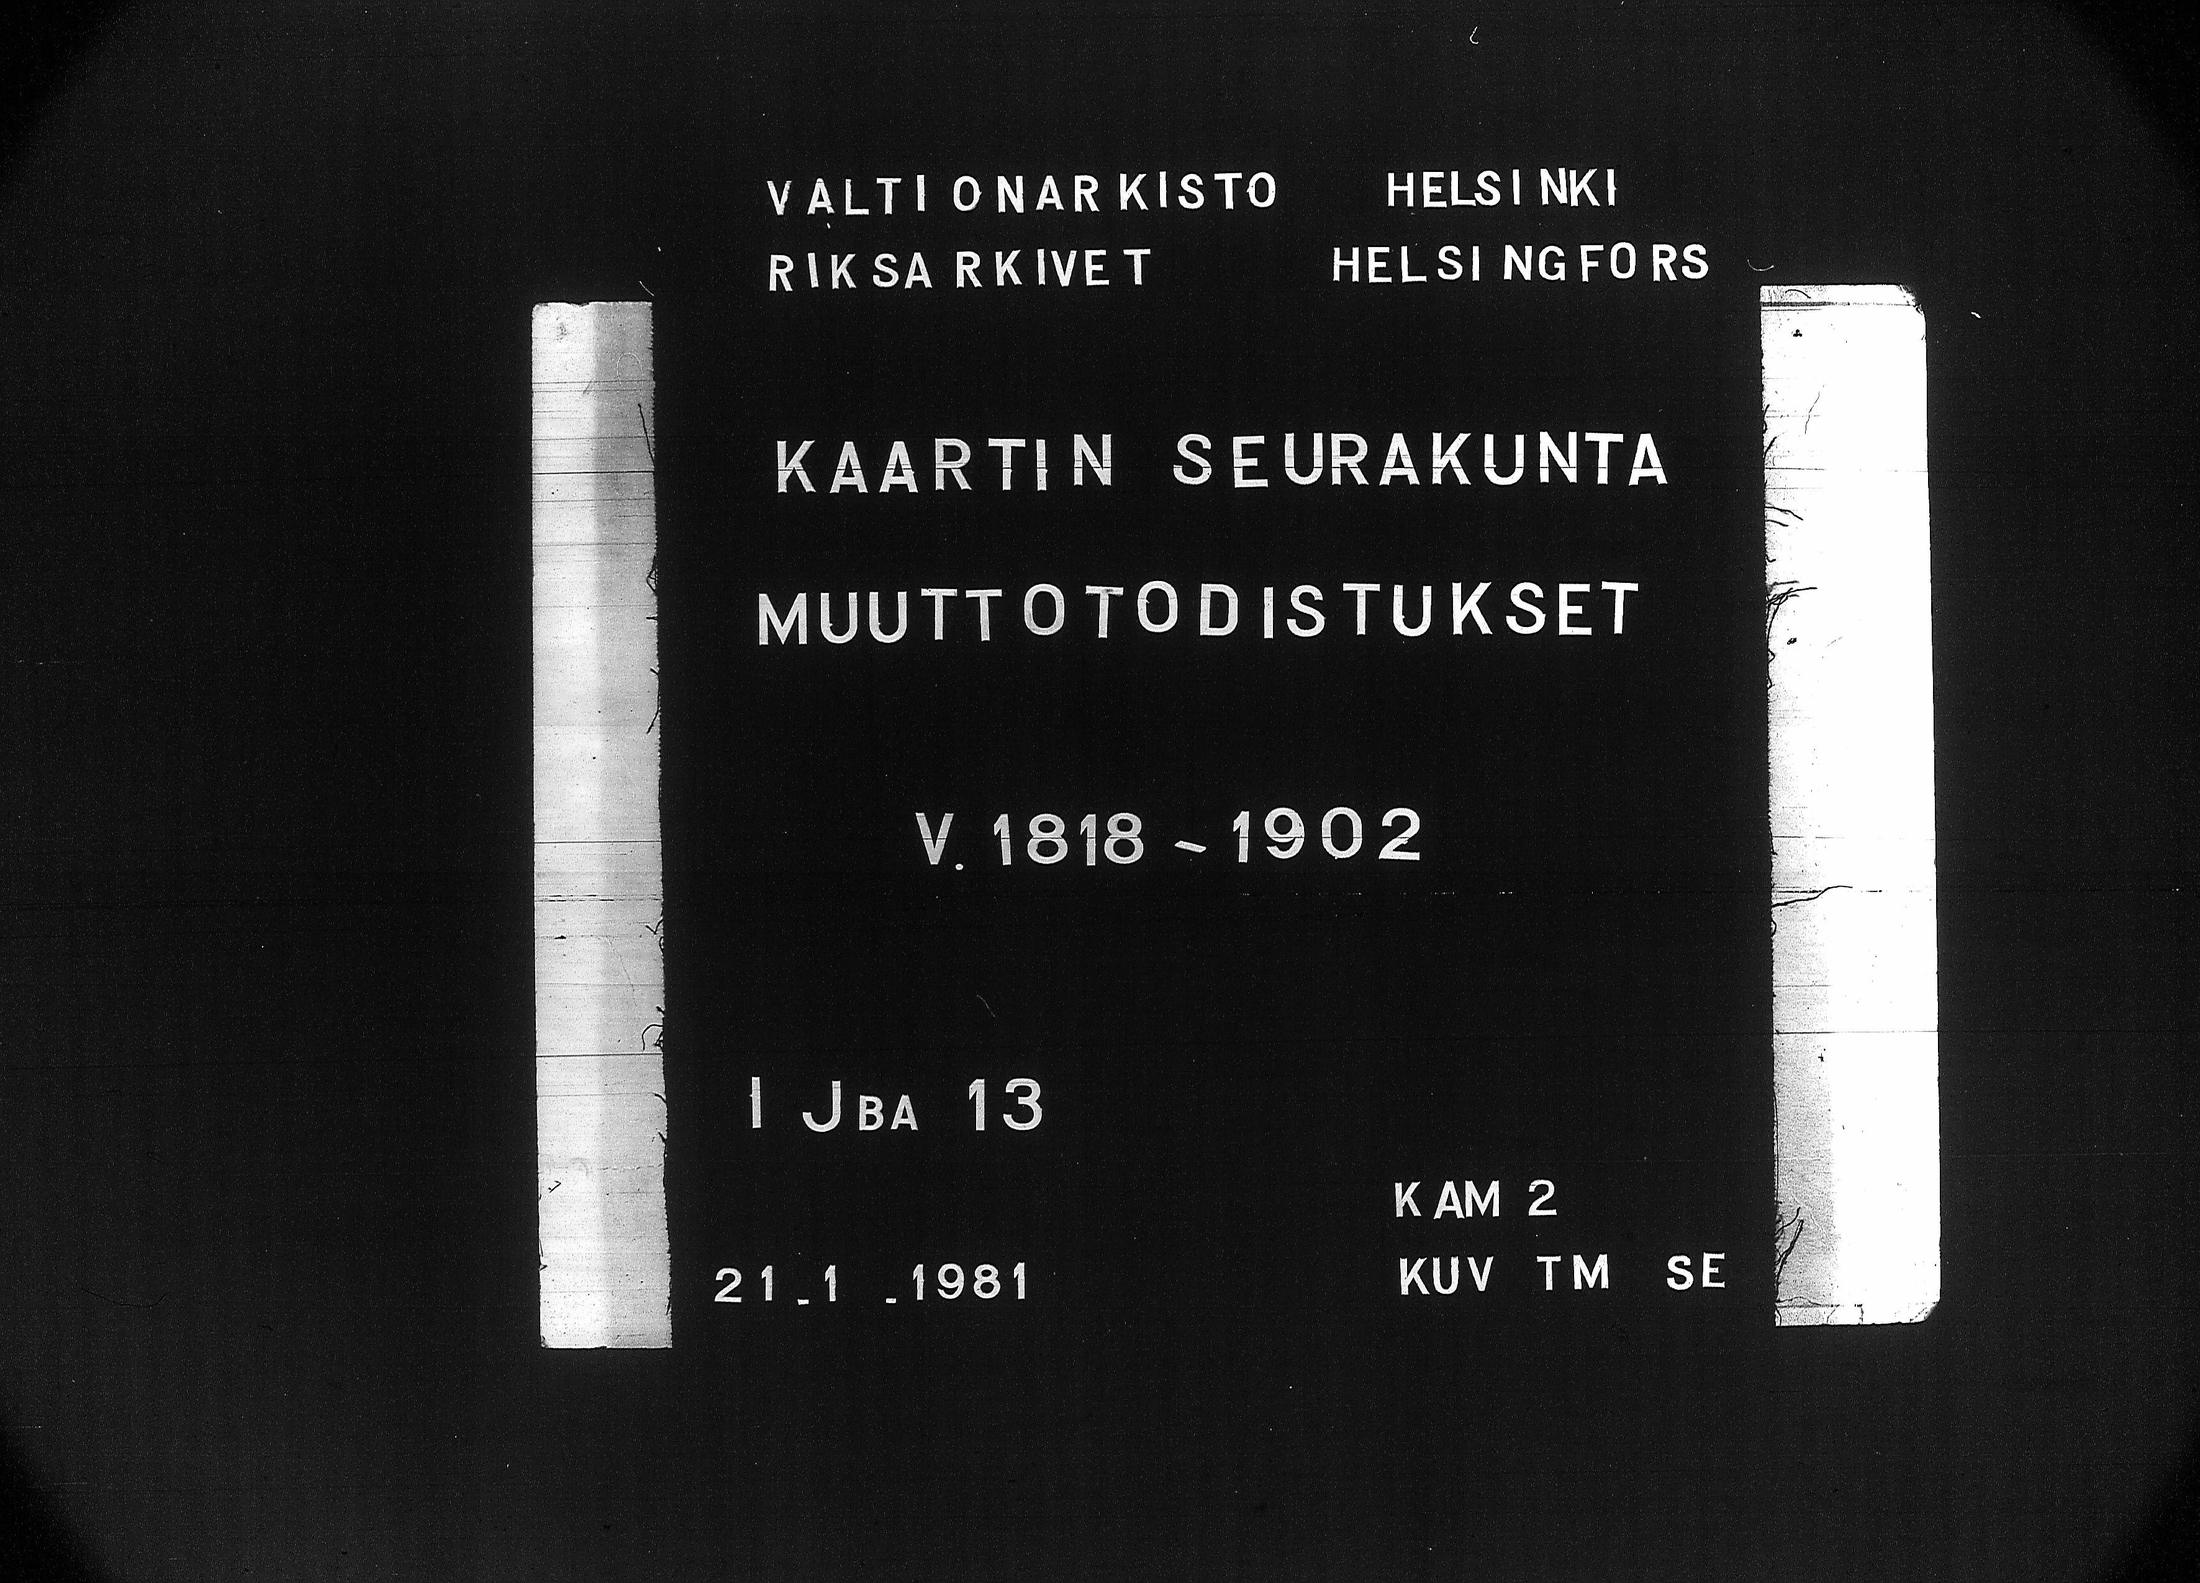 VALTIONARKISTO HELSINKI
RIKSARKIVET HELSINGFORS
KAARTIN SEURAKUNTA
MUUTTOTODISTUKSET
V. 1818 - 1902
I JBA 13
KAM 2
21.1.1981 KUV TM SE